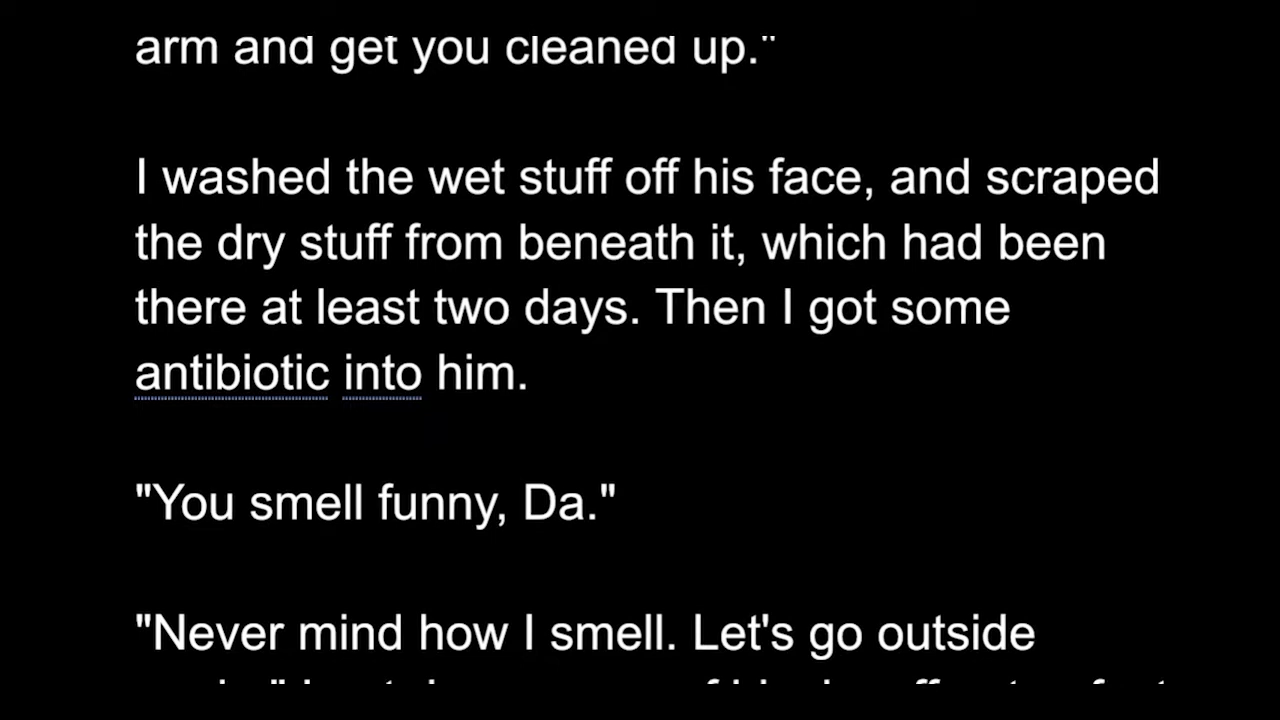 arm and get you cleaned up."
I washed the wet stuff off his face, and scraped
the dry stuff from beneath it, which had been
there at least two days. Then I got some
antibiotic into him.
"You smell funny, Da."
"Never mind how I smell. Let's go outside